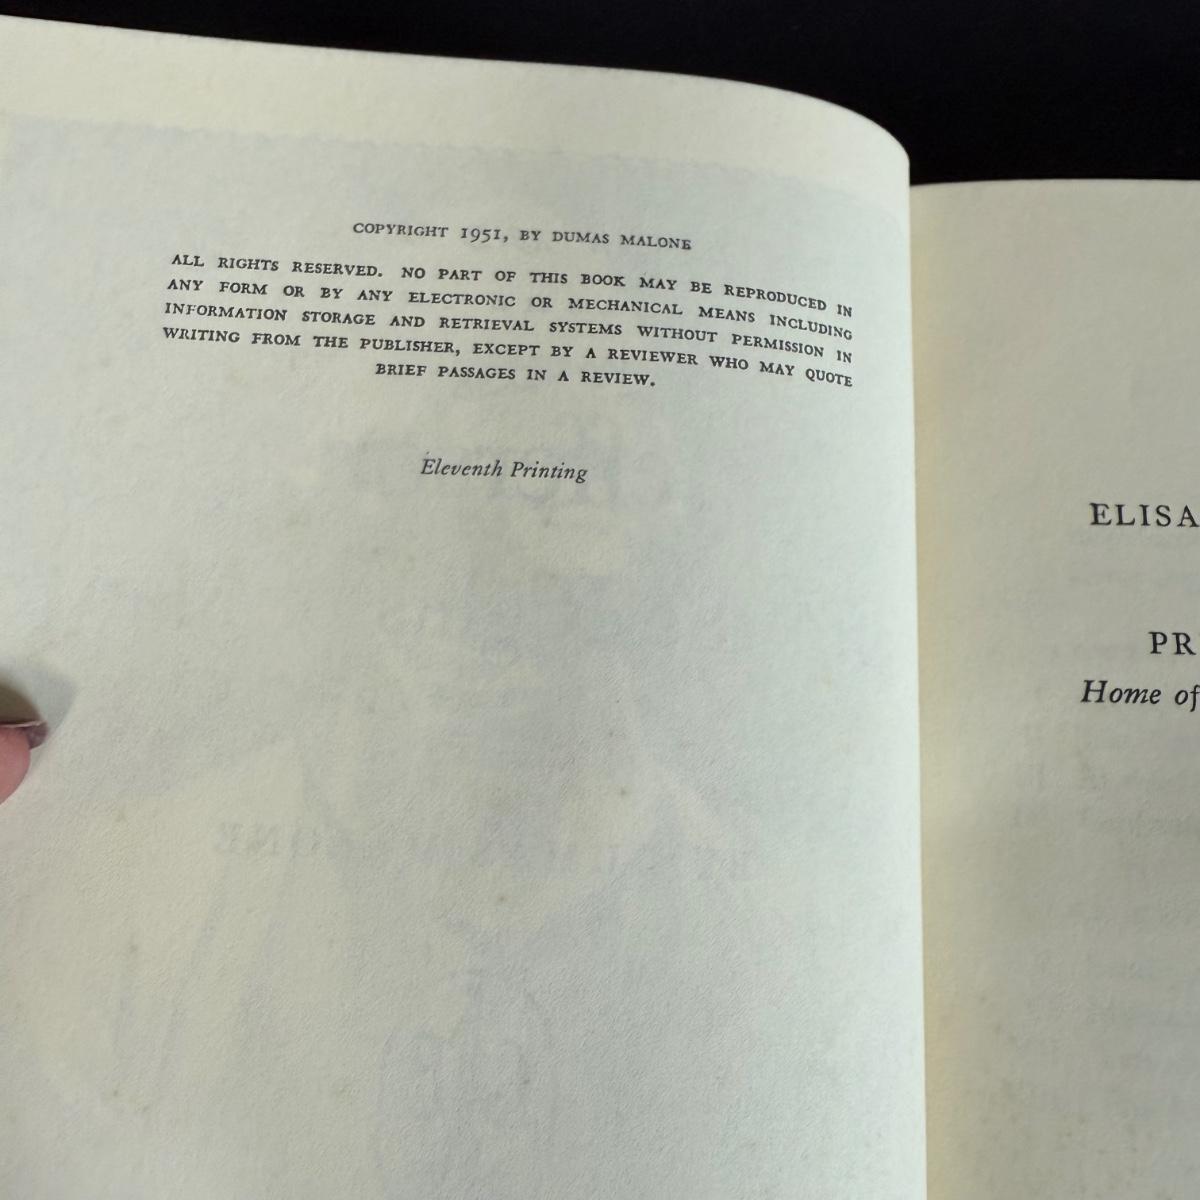 COPYRIGHT 1951, BY DUMAS MALONE
ALL RIGHTS RESERVED. NO PART OF THIS BOOK MAY BE REPRODUCED IN
ANY FORM OR BY ANY ELECTRONIC OR MECHANICAL MEANS INCLUDING
INFORMATION STORAGE AND RETRIEVAL SYSTEMS WITHOUT PERMISSION IN
WRITING FROM THE PUBLISHER, EXCEPT BY A REVIEWER WHO MAY QUOTE
BRIEF PASSAGES IN A REVIEW.
Eleventh Printing
ELISA
PR
Home of